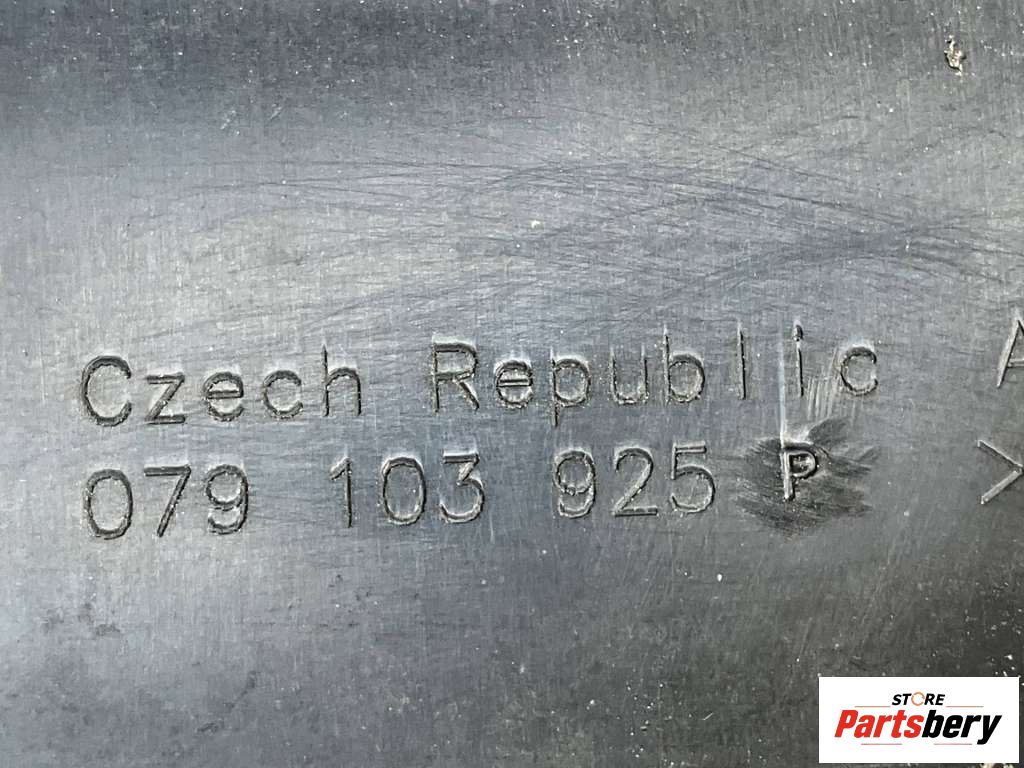 Czech Republic A
079 103 925 P >
STORE
Partsbery